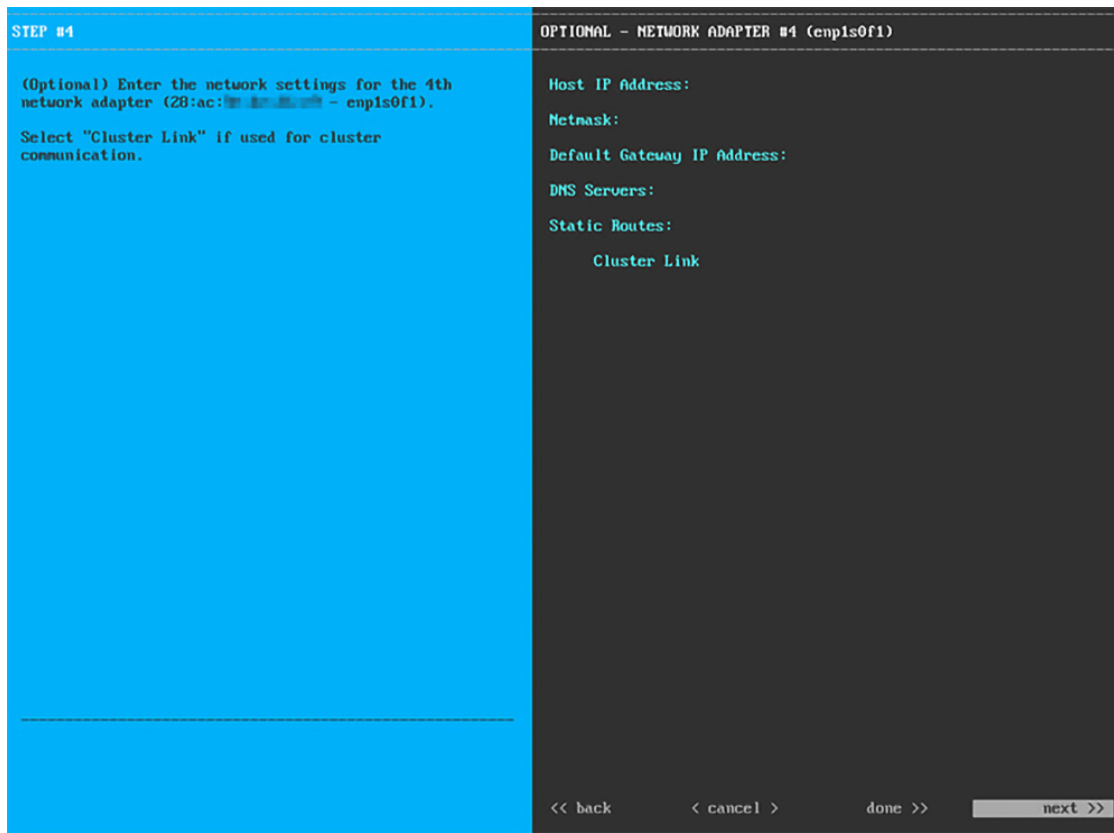 STEP #4
(Optional) Enter the network settings for the 4th
network adapter (28:ac: - enp1s0f1).
Select "Cluster Link" if used for cluster
communication.
OPTIONAL - NETWORK ADAPTER #4 (enp1s0f1)
Host IP Address:
Netmask:
Default Gateway IP Address:
DNS Servers:
Static Routes:
Cluster Link
<< back < cancel > done >> next >>